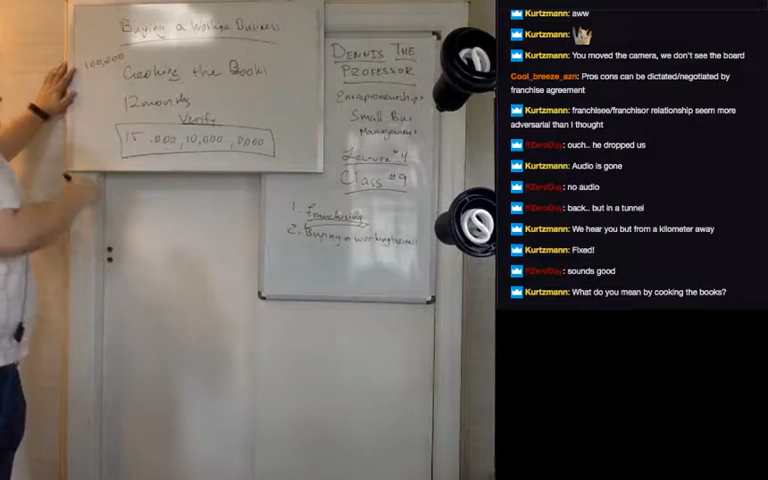 Buying a Working Business
100,000
Cooking the Books
12 months
Verify
15,000, 10,000, 8,000
DENNIS THE
PROFESSOR
Entrepreneurship +
Small Bus
Management
Lecture #4
Class #9
1. Franchising
2. Buying a working business
Kurtzmann: aww
Kurtzmann:
Kurtzmann: You moved the camera, we don't see the board
Cool_breeze_azn: Pros cons can be dictated/negotiated by
franchise agreement
Kurtzmann: franchisee/franchisor relationship seem more
adversarial than I thought
: ouch.. he dropped us
Kurtzmann: Audio is gone
: no audio
: back.. but in a tunnel
Kurtzmann: We hear you but from a kilometer away
Kurtzmann: Fixed!
: sounds good
Kurtzmann: What do you mean by cooking the books?